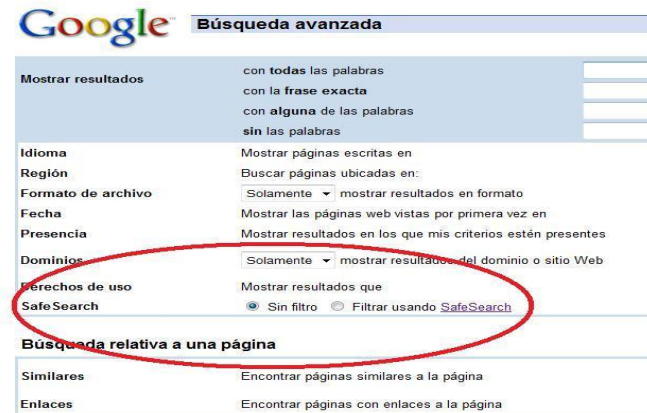 Google Búsqueda avanzada
Mostrar resultados con todas las palabras
con la frase exacta
con alguna de las palabras
sin las palabras
Idioma Mostrar páginas escritas en
Región Buscar páginas ubicadas en:
Formato de archivo Solamente mostrar resultados en formato
Fecha Mostrar las páginas web vistas por primera vez en
Presencia Mostrar resultados en los que mis criterios estén presentes
Dominios Solamente mostrar resultados del dominio o sitio Web
Derechos de uso Mostrar resultados que
SafeSearch Sin filtro Filtrar usando SafeSearch
Búsqueda relativa a una página
Similares Encontrar páginas similares a la página
Enlaces Encontrar páginas con enlaces a la página